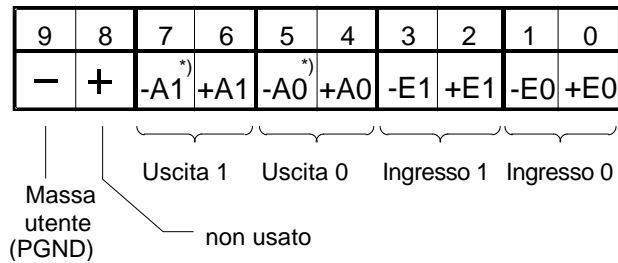 9 8 7 6 5 4 3 2 1 0
− + -A1*) +A1 -A0*) +A0 -E1 +E1 -E0 +E0
Uscita 1 Uscita 0 Ingresso 1 Ingresso 0
Massa
utente
(PGND)
non usato